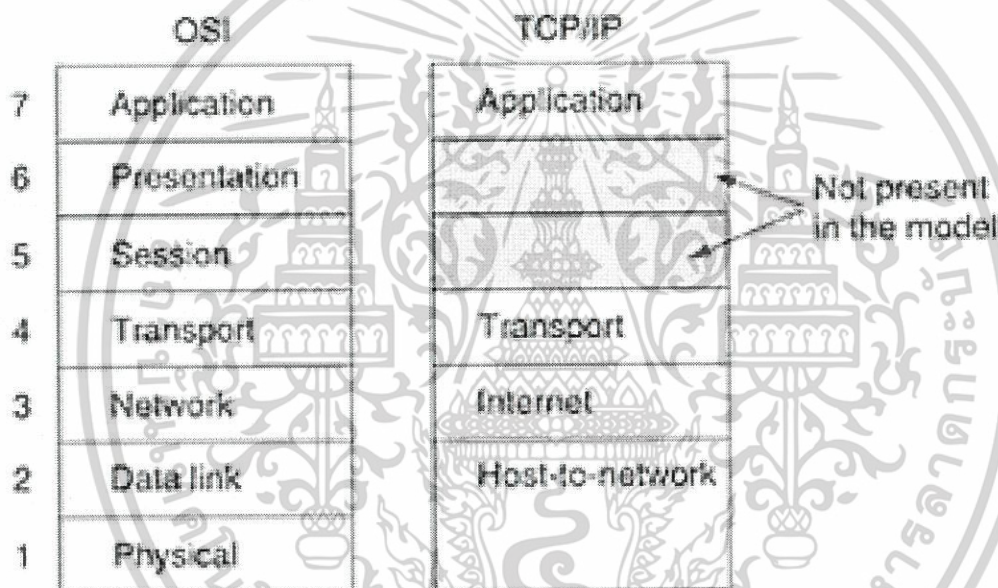 OSI TCP/IP
7 Application Application
6 Presentation
Not present
in the model
5 Session
4 Transport Transport
3 Network Internet
2 Data link Host-to-network
1 Physical